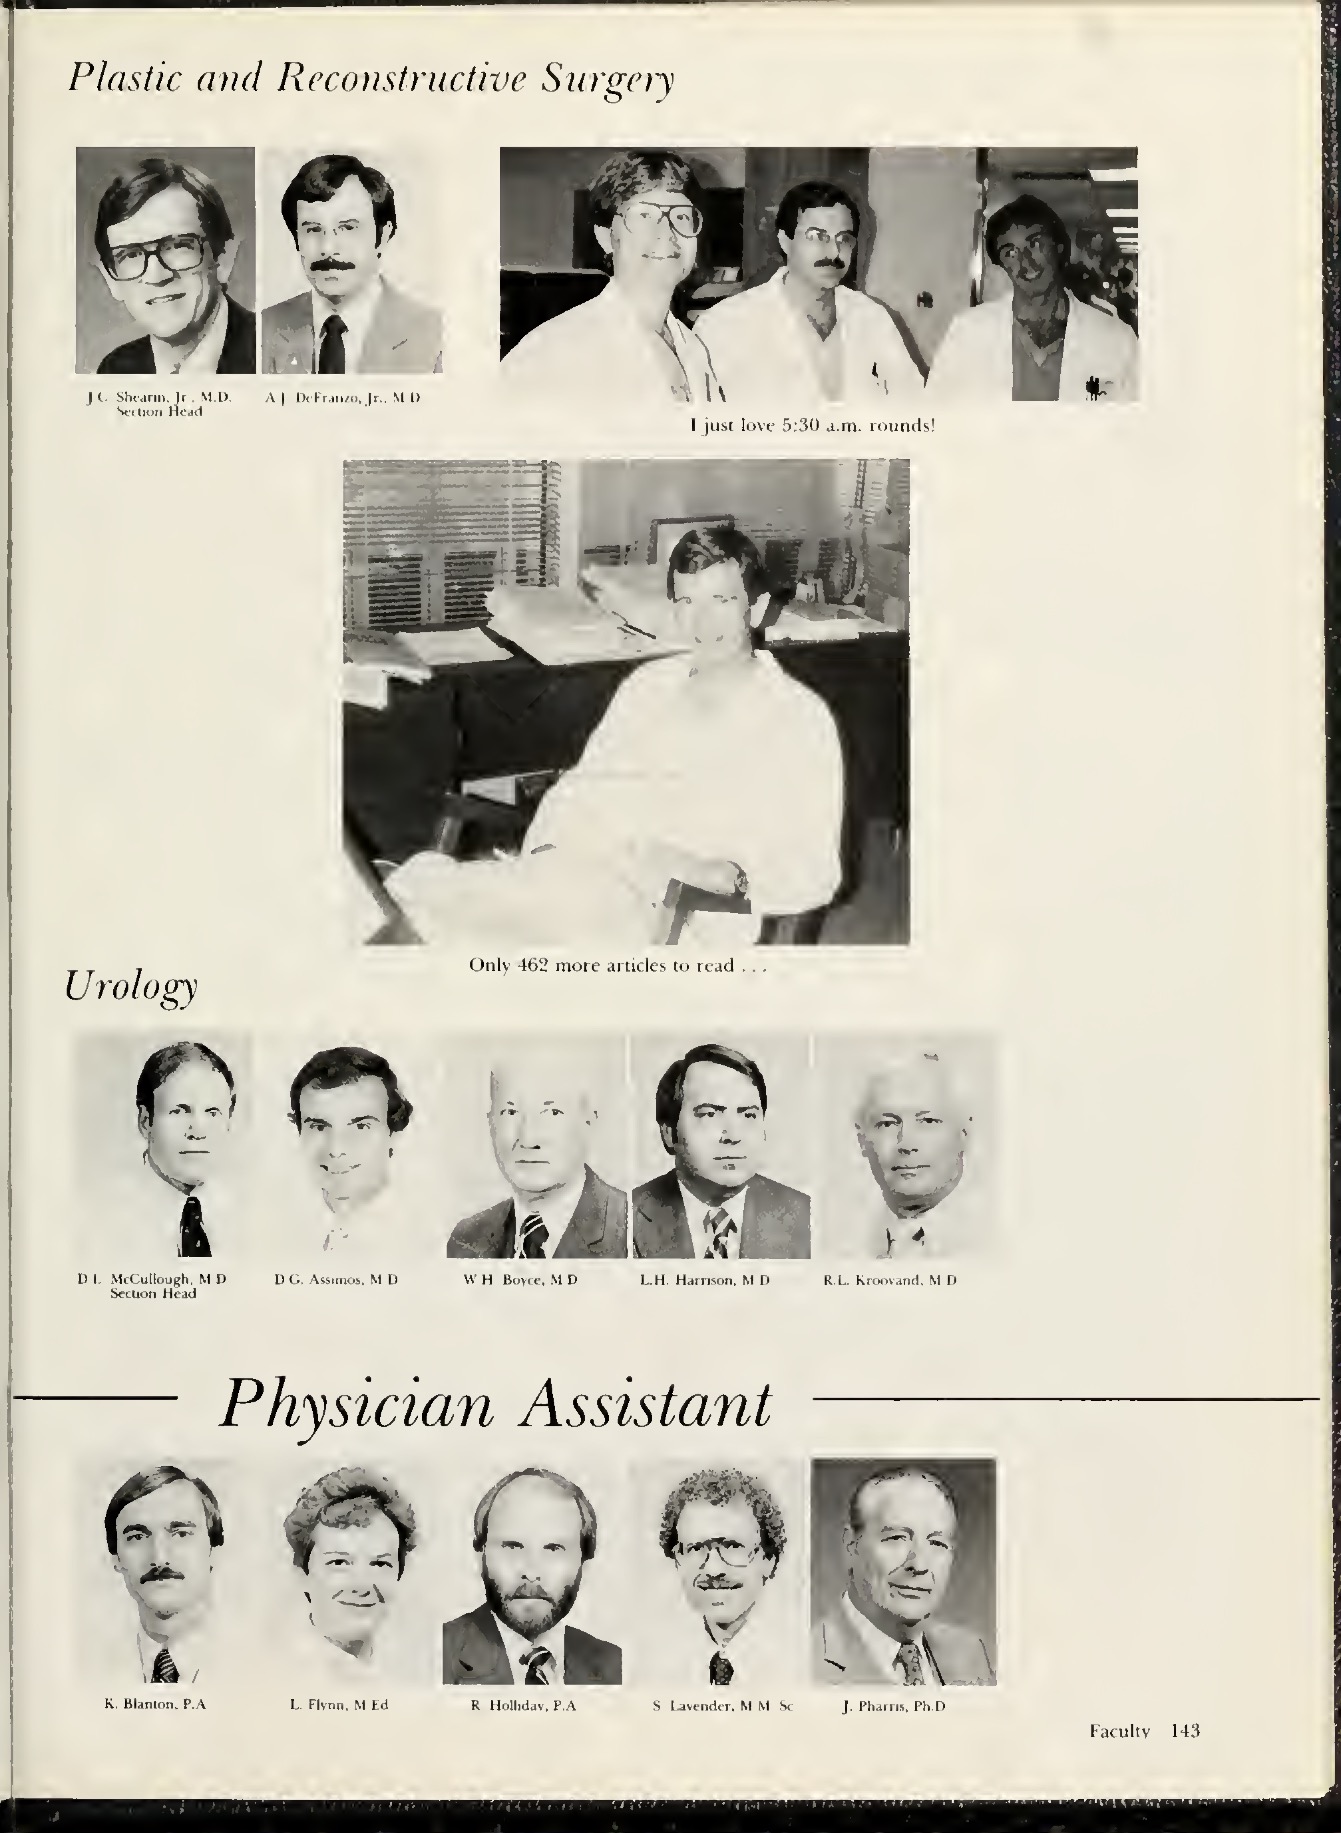 Plastic and Reconstructive Surgery
J.C. Shearin, Jr., M.D.
Section Head
A.J. DeFranzo, Jr., M.D.
I just love 5:30 a.m. rounds!
Only 462 more articles to read . . .
Urology
D.L. McCullough, M.D.
Section Head
D.G. Assimos, M.D.
W.H. Boyce, M.D.
L.H. Harrison, M.D.
R.L. Kroovand, M.D.
Physician Assistant
K. Blanton, P.A.
L. Flynn, M.Ed.
R. Holliday, P.A.
S. Lavender, M.M. Sc.
J. Pharris, Ph.D.
Faculty 143